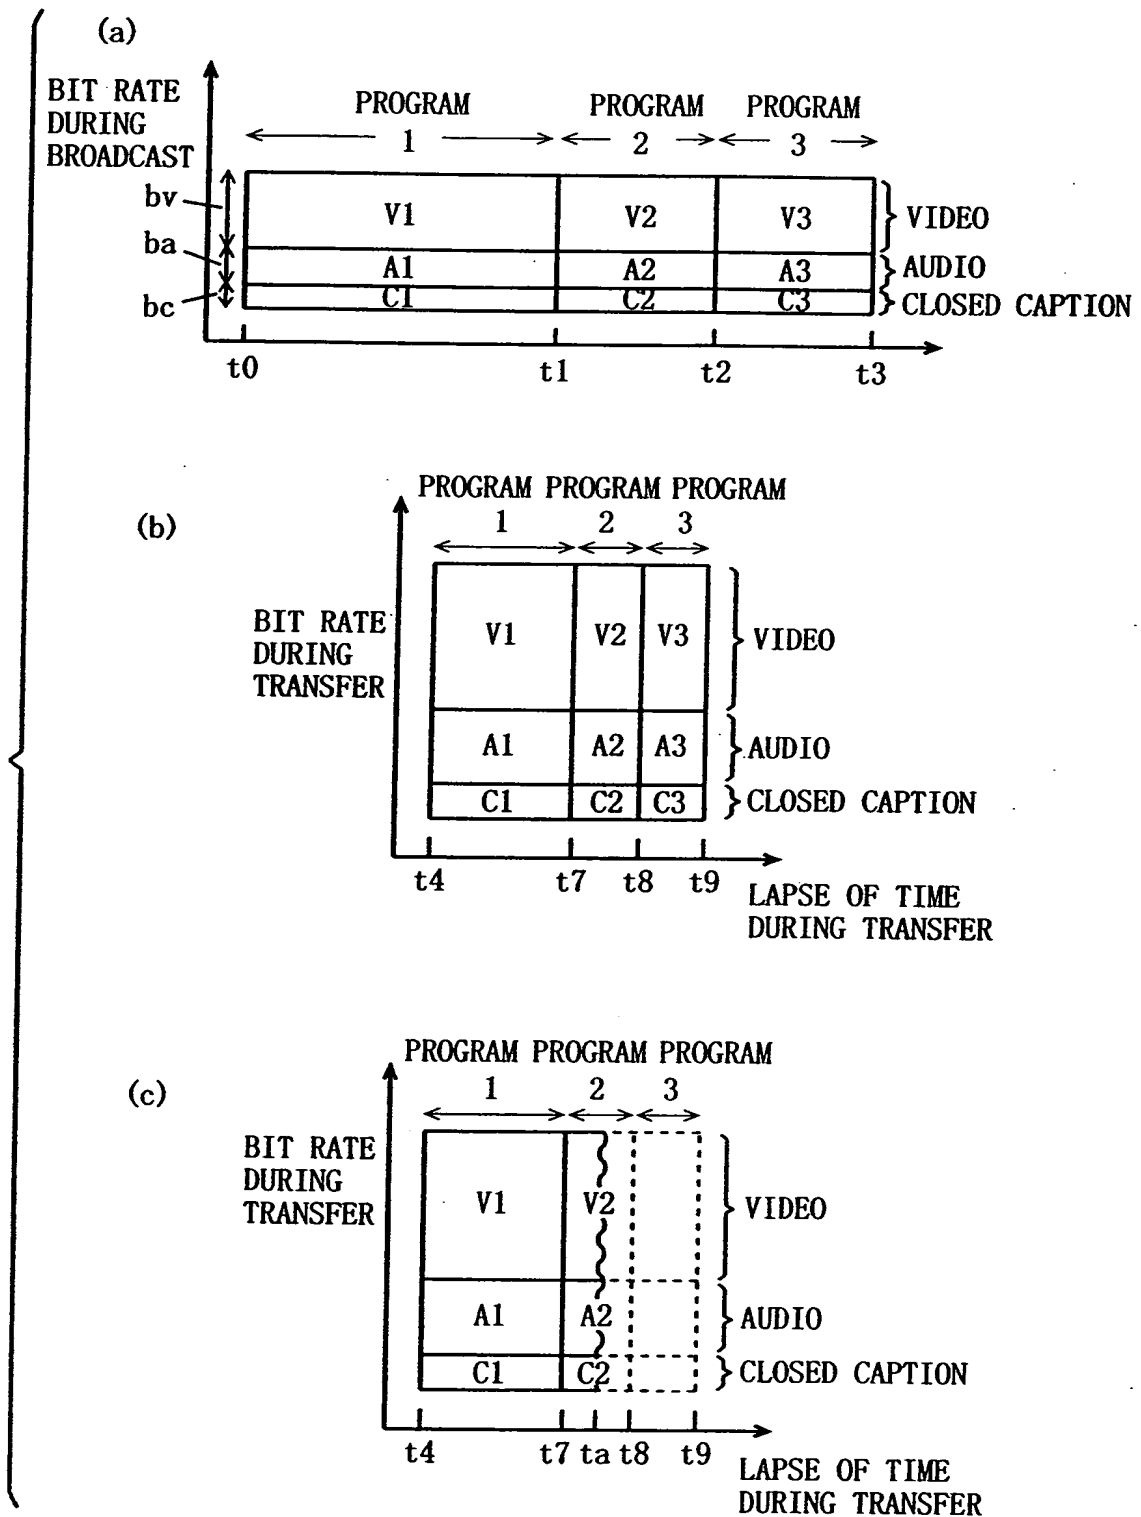 (a)
BIT RATE
DURING
BROADCAST
PROGRAM
1
PROGRAM
2
PROGRAM
3
bv
ba
bc
V1 V2 V3
VIDEO
A1 A2 A3
AUDIO
C1 C2 C3
CLOSED CAPTION
t0 t1 t2 t3
(b)
PROGRAM PROGRAM PROGRAM
1 2 3
BIT RATE
DURING
TRANSFER
V1 V2 V3
VIDEO
A1 A2 A3
AUDIO
C1 C2 C3
CLOSED CAPTION
t4 t7 t8 t9
LAPSE OF TIME
DURING TRANSFER
(c)
PROGRAM PROGRAM PROGRAM
1 2 3
BIT RATE
DURING
TRANSFER
V1 V2
VIDEO
A1 A2
AUDIO
C1 C2
CLOSED CAPTION
t4 t7 ta t8 t9
LAPSE OF TIME
DURING TRANSFER